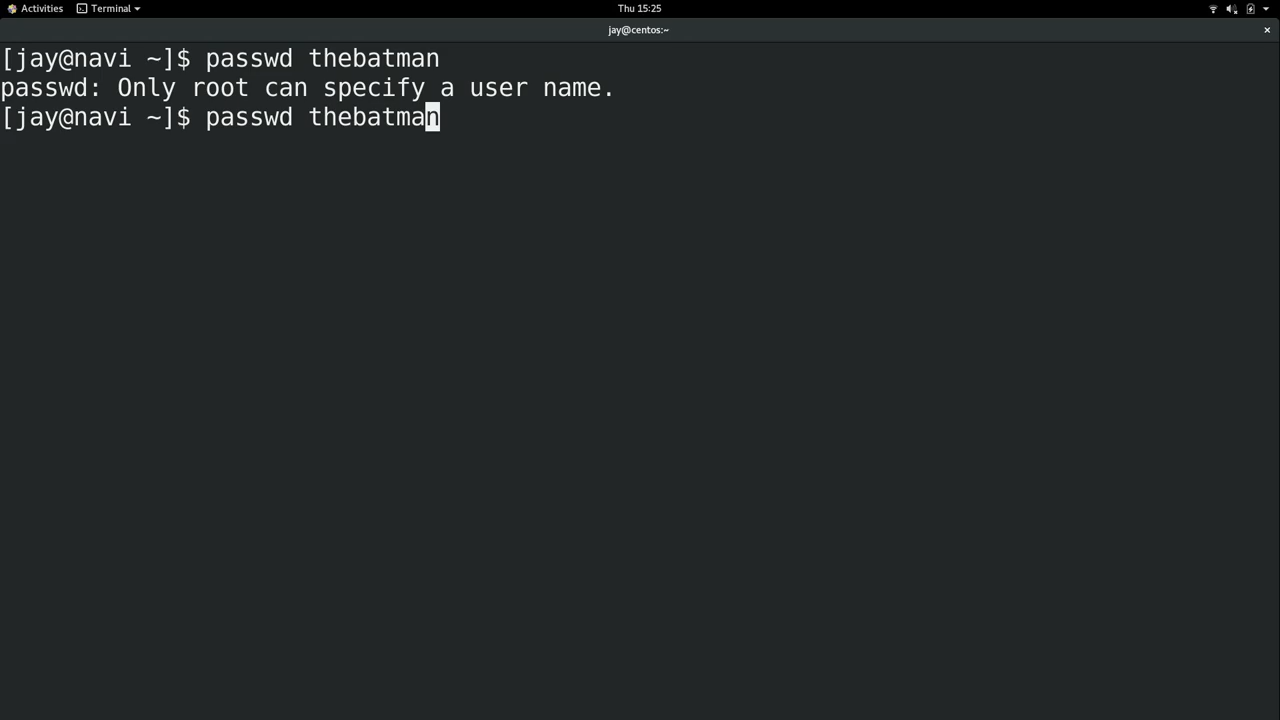 Activities Terminal Thu 15:25
jay@centos:~ ×
[jay@navi ~]$ passwd thebatman
passwd: Only root can specify a user name.
[jay@navi ~]$ passwd thebatman